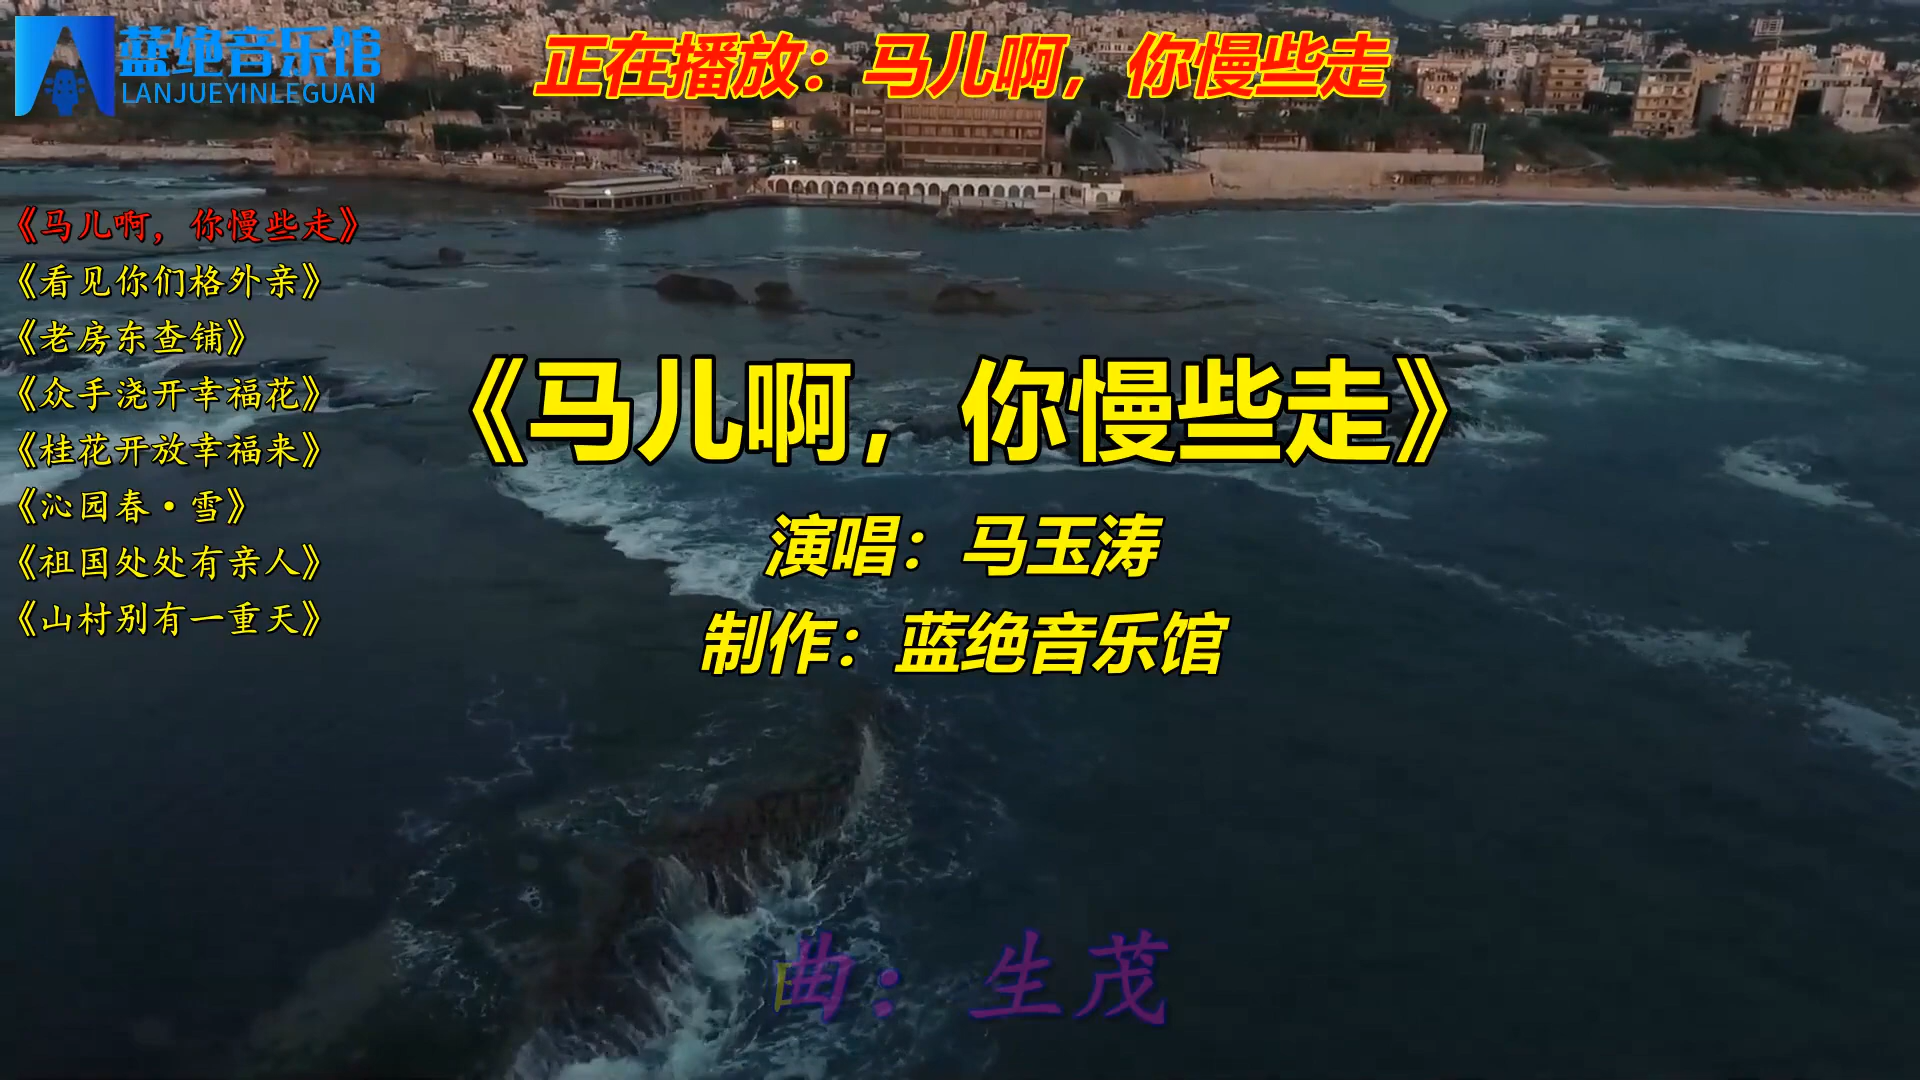 蓝绝音乐馆
LANJUEYINLEGUAN
正在播放：马儿啊，你慢些走
《马儿啊，你慢些走》
《看见你们格外亲》
《老房东查铺》
《众手浇开幸福花》
《桂花开放幸福来》
《沁园春·雪》
《祖国处处有亲人》
《山村别有一重天》
《马儿啊，你慢些走》
演唱：马玉涛
制作：蓝绝音乐馆
曲：生茂